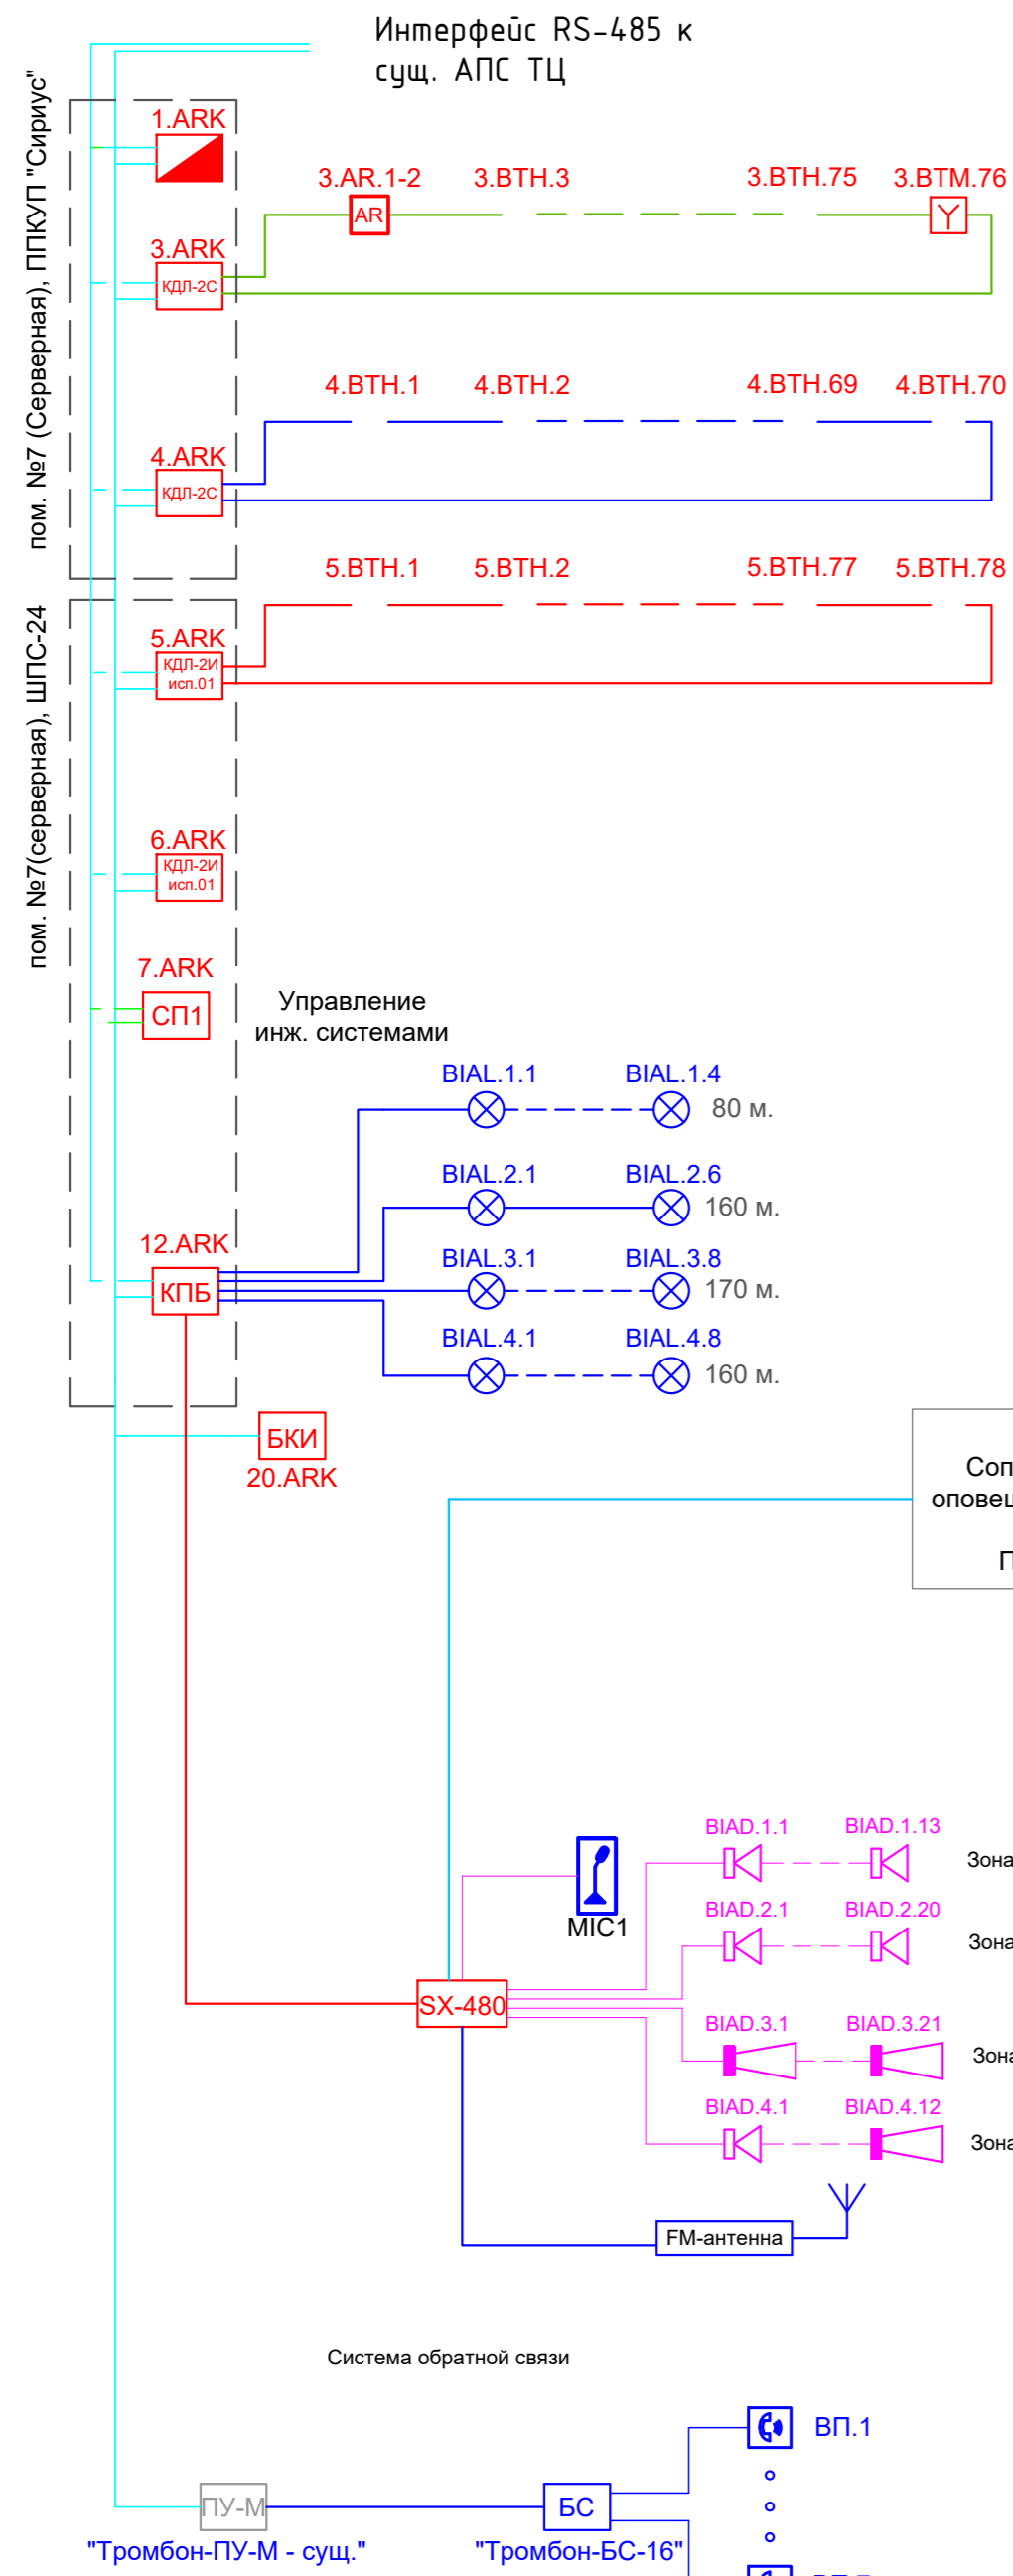 Интерфейс RS-485 к
сущ. АПС ТЦ
пом. №7 (Серверная), ППКУП "Сириус"
1.ARK
3.AR.1-2
3.BTH.3
3.BTH.75
3.BTM.76
AR
Y
3.ARK
КДЛ-2С
4.BTH.1
4.BTH.2
4.BTH.69
4.BTH.70
4.ARK
КДЛ-2С
5.BTH.1
5.BTH.2
5.BTH.77
5.BTH.78
пом. №7(серверная), ШПС-24
5.ARK
КДЛ-2И
исп.01
6.ARK
КДЛ-2И
исп.01
7.ARK
СП1
Управление
инж. системами
BIAL.1.1
BIAL.1.4
80 м.
BIAL.2.1
BIAL.2.6
160 м.
12.ARK
КПБ
BIAL.3.1
BIAL.3.8
170 м.
BIAL.4.1
BIAL.4.8
160 м.
БКИ
20.ARK
Соп
опове
П
BIAD.1.1
BIAD.1.13
Зона
MIC1
BIAD.2.1
BIAD.2.20
Зона
SX-480
BIAD.3.1
BIAD.3.21
Зона
BIAD.4.1
BIAD.4.12
Зона
FM-антенна
Система обратной связи
ВП.1
ПУ-М
БС
"Тромбон-ПУ-М - сущ."
"Тромбон-БС-16"